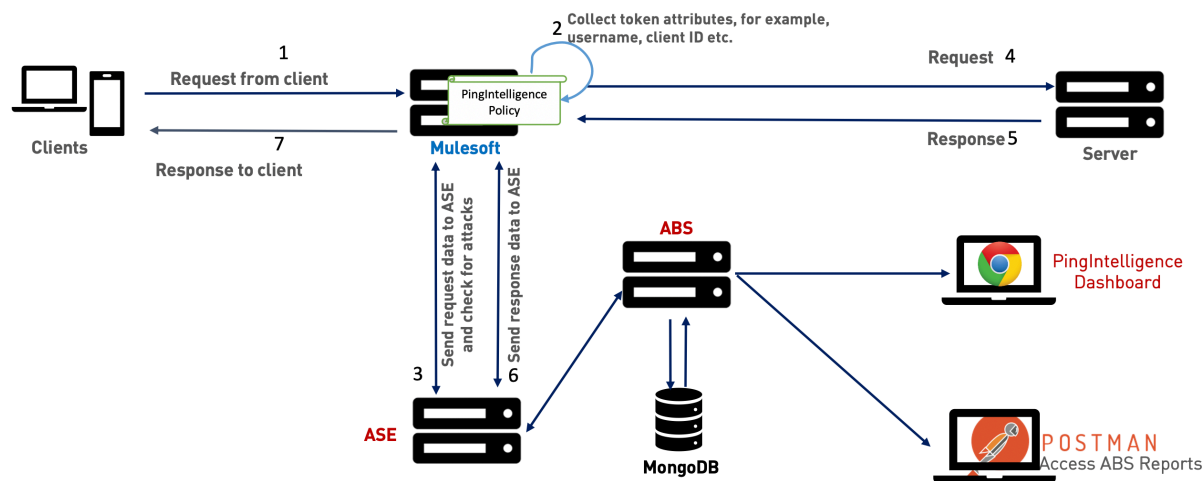 2 Collect token attributes, for example,
username, client ID etc.
1
Request from client
PingIntelligence
Policy
Request 4
Clients
7
Response to client
Mulesoft
Response 5
Server
Send request data to ASE
and check for attacks
Send response data to ASE
3
6
ASE
ABS
MongoDB
PingIntelligence
Dashboard
POSTMAN
Access ABS Reports